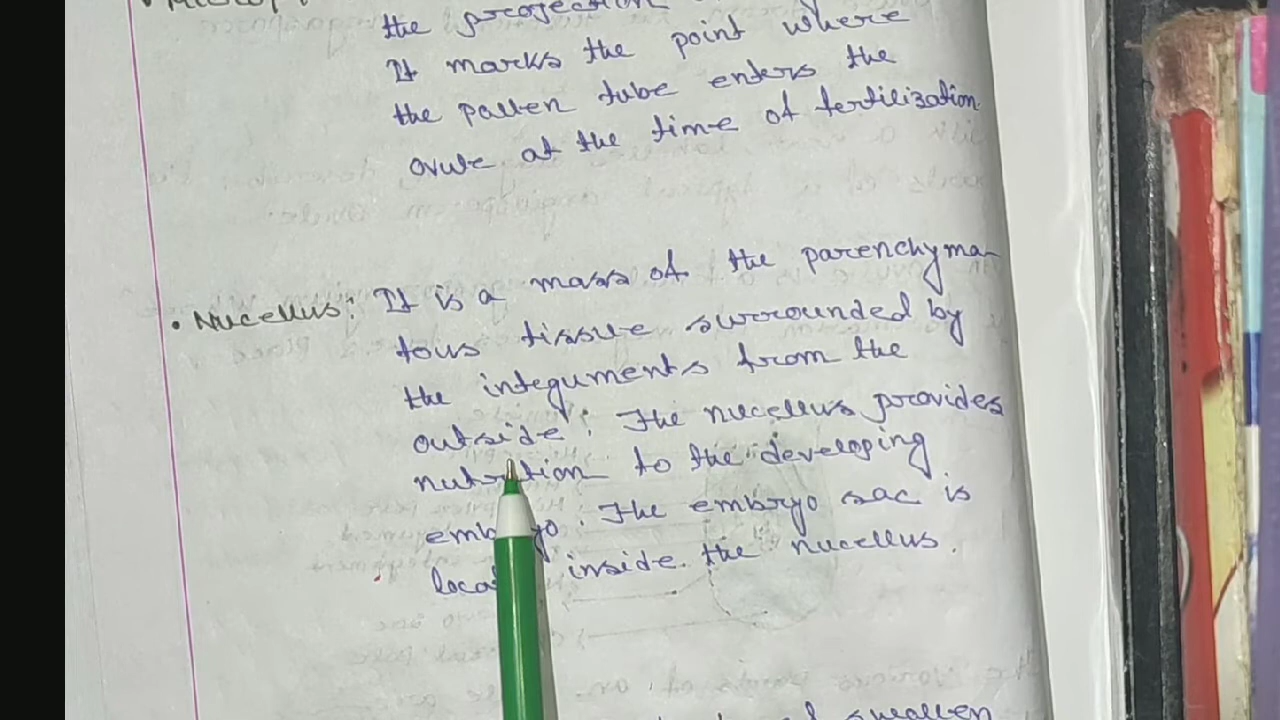 the projection
It marks the point where
the pollen tube enters the
ovule at the time of fertilization.
• Nucellus: It is a mass of the parenchyma-
tous tissue surrounded by
the integuments from the
outside. The nucellus provides
nutrition to the developing
embryo. The embryo sac is
inside the nucellus.
swollen